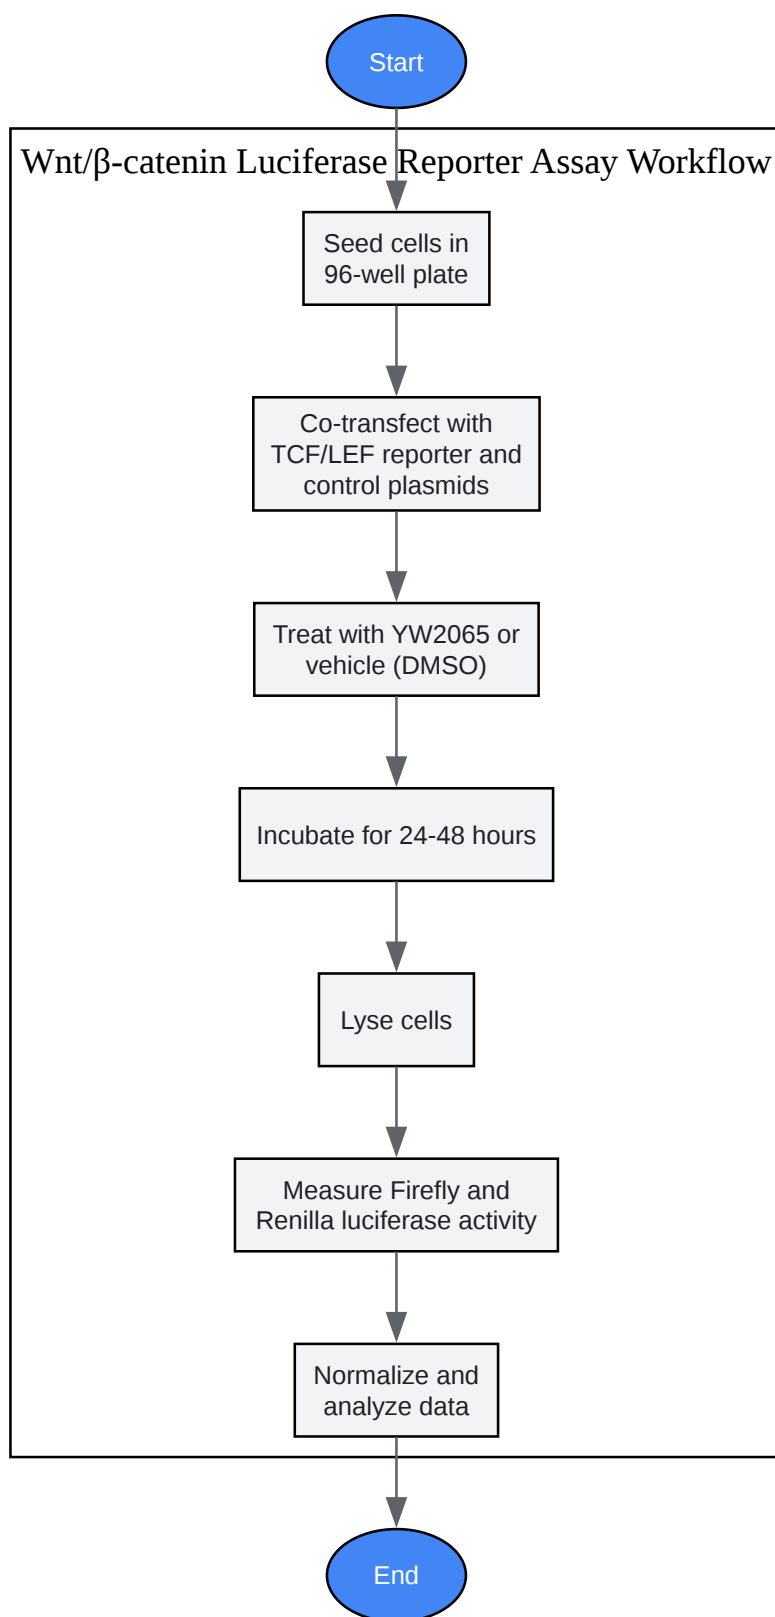 Start
Wnt/β-catenin Luciferase Reporter Assay Workflow
Seed cells in
96-well plate
Co-transfect with
TCF/LEF reporter and
control plasmids
Treat with YW2065 or
vehicle (DMSO)
Incubate for 24-48 hours
Lyse cells
Measure Firefly and
Renilla luciferase activity
Normalize and
analyze data
End